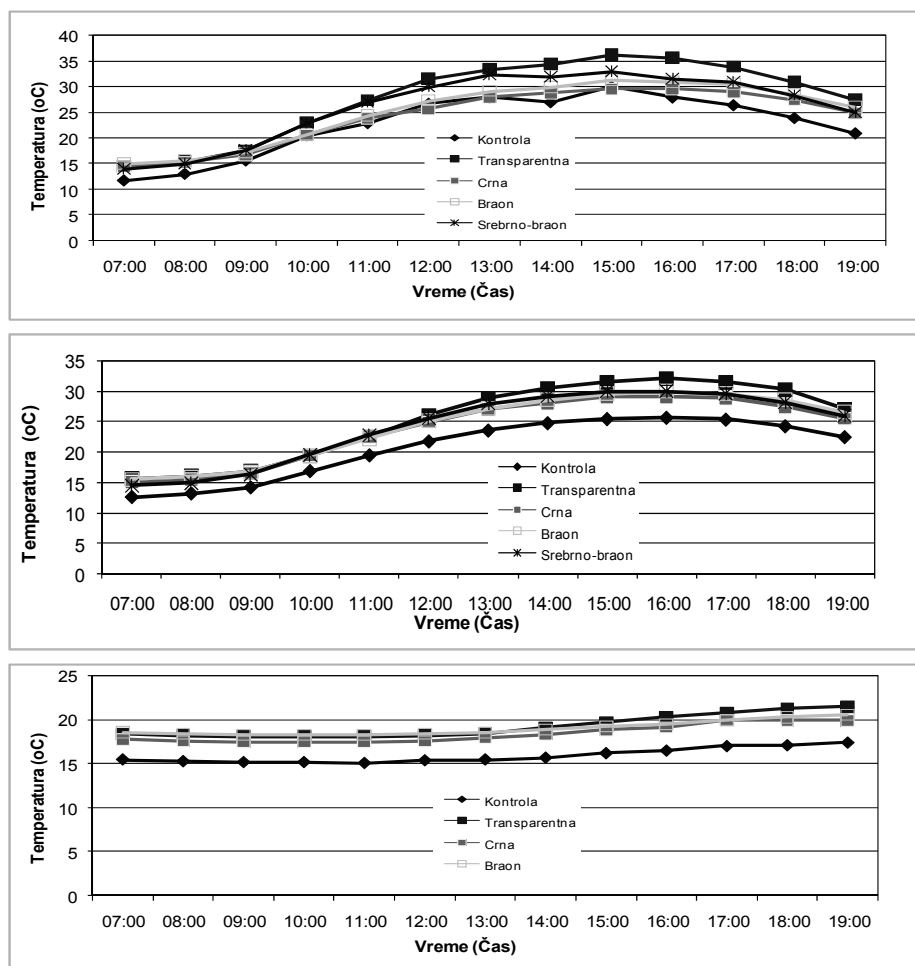 Temperatura (oC)
40
35
30
25
20
15
10
5
0
Kontrola
Transparentna
Crna
Braon
Srebrno-braon
07:00 08:00 09:00 10:00 11:00 12:00 13:00 14:00 15:00 16:00 17:00 18:00 19:00
Vreme (Čas)
Temperatura (oC)
35
30
25
20
15
10
5
0
Kontrola
Transparentna
Crna
Braon
Srebrno-braon
07:00 08:00 09:00 10:00 11:00 12:00 13:00 14:00 15:00 16:00 17:00 18:00 19:00
Vreme (Čas)
Temperatura (oC)
25
20
15
10
5
0
Kontrola
Transparentna
Crna
Braon
07:00 08:00 09:00 10:00 11:00 12:00 13:00 14:00 15:00 16:00 17:00 18:00 19:00
Vreme (Čas)